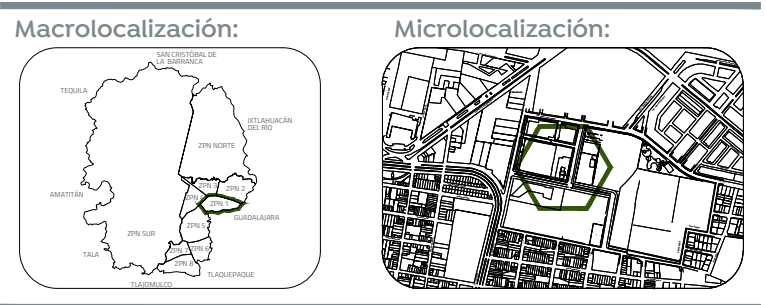 Macrolocalización:
Microlocalización:
SAN CRISTÓBAL DE
LA BARRANCA
TEQUILA
IXTLAHUACÁN
DEL RÍO
ZPN NORTE
ZPN 3
ZPN 2
AMATITÁN
ZPN 1
GUADALAJARA
ZPN 5
ZPN SUR
ZPN 6
TALA
ZPN 8
TLAQUEPAQUE
TLAJOMULCO